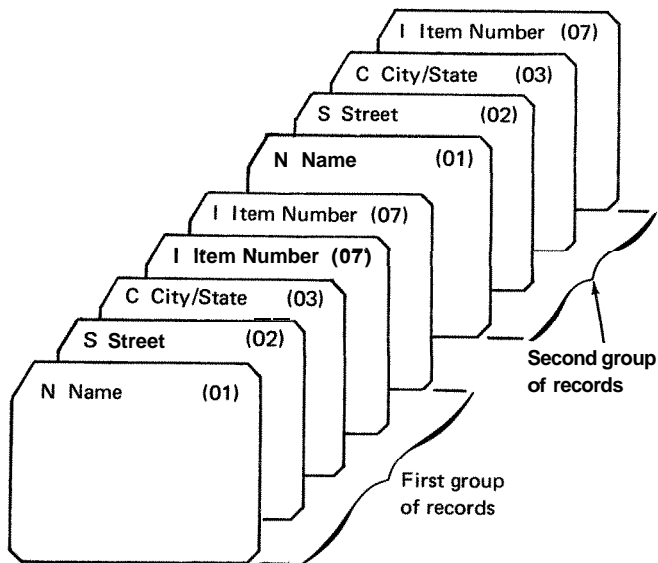 I Item Number (07)
C City/State (03)
S Street (02)
N Name (01)
I Item Number (07)
I Item Number (07)
C City/State (03)
S Street (02)
N Name (01)
Second group
of records
First group
of records